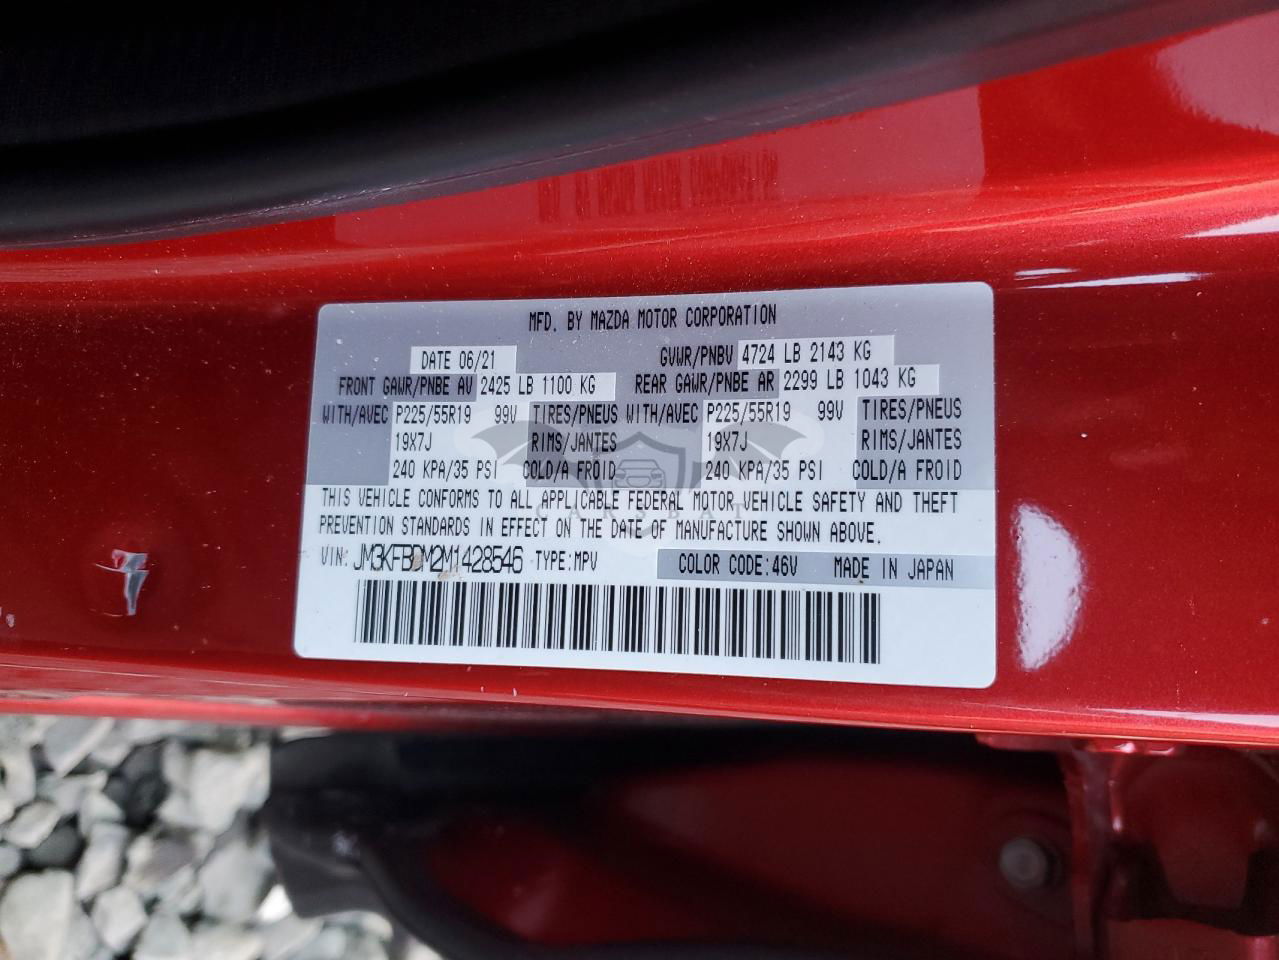 MFD. BY MAZDA MOTOR CORPORATION
DATE 06/21 GVWR/PNBV 4724 LB 2143 KG
FRONT GAWR/PNBE AV 2425 LB 1100 KG REAR GAWR/PNBE AR 2299 LB 1043 KG
WITH/AVEC P225/55R19 99V TIRES/PNEUS WITH/AVEC P225/55R19 99V TIRES/PNEUS
19X7J RIMS/JANTES 19X7J RIMS/JANTES
240 KPA/35 PSI COLD/A FROID 240 KPA/35 PSI COLD/A FROID
THIS VEHICLE CONFORMS TO ALL APPLICABLE FEDERAL MOTOR VEHICLE SAFETY AND THEFT
CARSBAT
PREVENTION STANDARDS IN EFFECT ON THE DATE OF MANUFACTURE SHOWN ABOVE.
VIN: JM3KFBDM2M1428546 TYPE:MPV COLOR CODE:46V MADE IN JAPAN